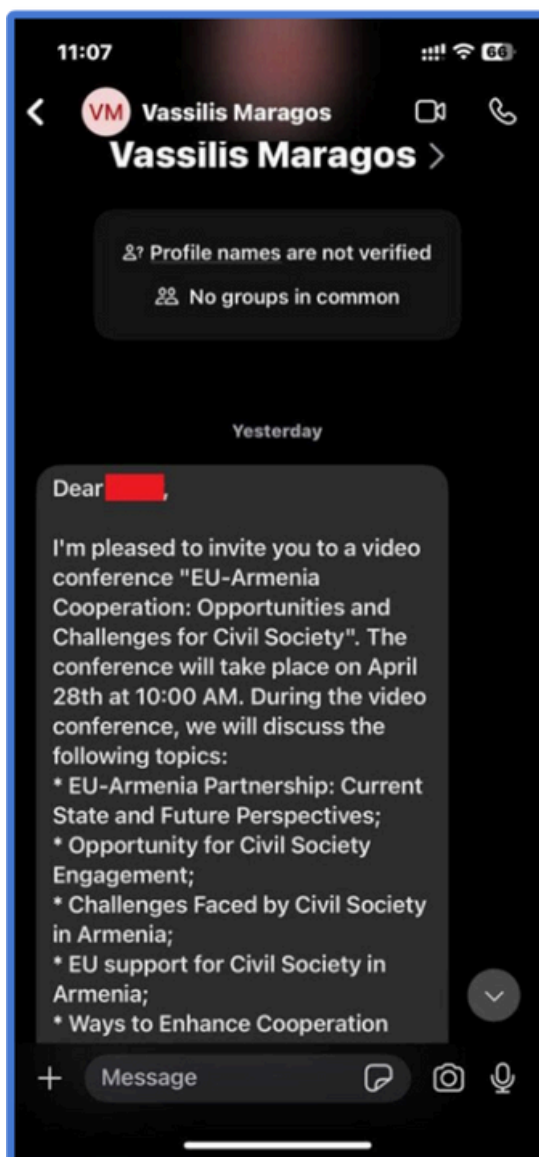 11:07
66
VM Vassilis Maragos
Vassilis Maragos >
Profile names are not verified
No groups in common
Yesterday
Dear ,
I'm pleased to invite you to a video
conference "EU-Armenia
Cooperation: Opportunities and
Challenges for Civil Society". The
conference will take place on April
28th at 10:00 AM. During the video
conference, we will discuss the
following topics:
* EU-Armenia Partnership: Current
State and Future Perspectives;
* Opportunity for Civil Society
Engagement;
* Challenges Faced by Civil Society
in Armenia;
* EU support for Civil Society in
Armenia;
* Ways to Enhance Cooperation
Message